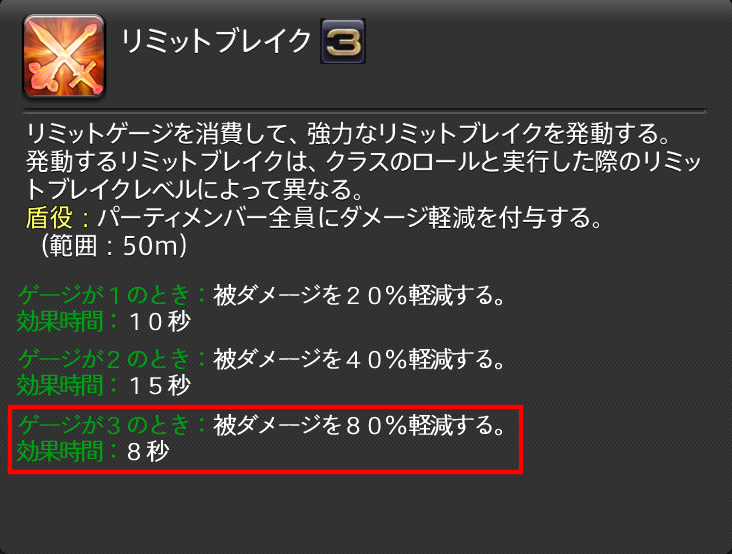 リミットブレイク 3
リミットゲージを消費して、強力なリミットブレイクを発動する。
発動するリミットブレイクは、クラスのロールと実行した際のリミッ
トブレイクレベルによって異なる。
盾役：パーティメンバー全員にダメージ軽減を付与する。
（範囲：50m）
ゲージが１のとき：被ダメージを２０％軽減する。
効果時間：１０秒
ゲージが２のとき：被ダメージを４０％軽減する。
効果時間：１５秒
ゲージが３のとき：被ダメージを８０％軽減する。
効果時間：８秒